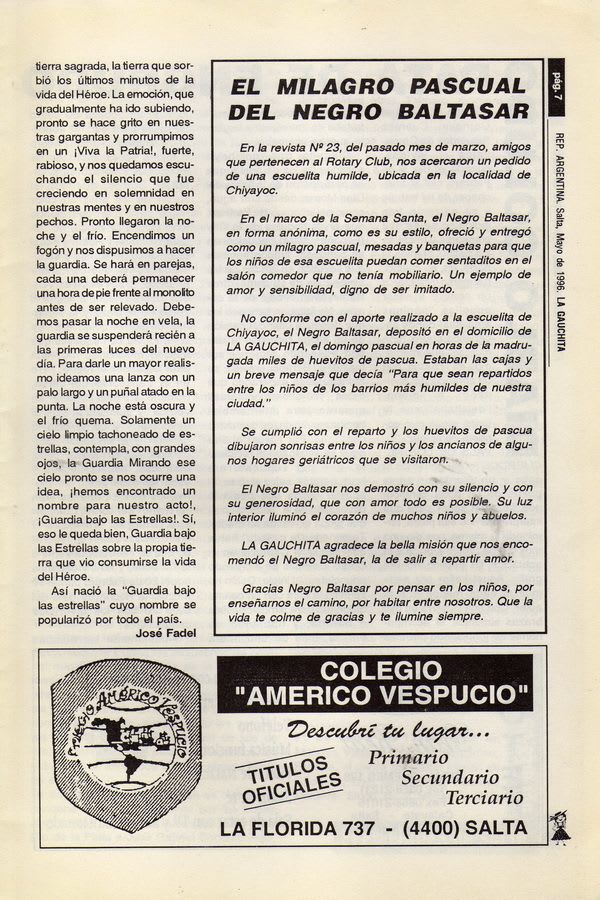 tierra sagrada, la tierra que sor-
bió los últimos minutos de la
vida del Héroe. La emoción, que
gradualmente ha ido subiendo,
pronto se hace grito en nues-
tras gargantas y prorrumpimos
en un ¡Viva la Patria!, fuerte,
rabioso, y nos quedamos escu-
chando el silencio que fue
creciendo en solemnidad en
nuestras mentes y en nuestros
pechos. Pronto llegaron la no-
che y el frío. Encendimos un
fogón y nos dispusimos a hacer
la guardia. Se hará en parejas,
cada una deberá permanecer
una hora de pie frente al monolito
antes de ser relevado. Debe-
mos pasar la noche en vela, la
guardia se suspenderá recién a
las primeras luces del nuevo
día. Para darle un mayor realis-
mo ideamos una lanza con un
palo largo y un puñal atado en la
punta. La noche está oscura y
el frío quema. Solamente un
cielo limpio tachoneado de es-
trellas, contempla, con grandes
ojos, la Guardia Mirando ese
cielo pronto se nos ocurre una
idea, ¡hemos encontrado un
nombre para nuestro acto!,
¡Guardia bajo las Estrellas!. Sí,
eso le queda bien, Guardia bajo
las Estrellas sobre la propia tie-
rra que vio consumirse la vida
del Héroe.
Así nació la "Guardia bajo
las estrellas" cuyo nombre se
popularizó por todo el país.
José Fadel
EL MILAGRO PASCUAL
DEL NEGRO BALTASAR
En la revista Nº 23, del pasado mes de marzo, amigos
que pertenecen al Rotary Club, nos acercaron un pedido
de una escuelita humilde, ubicada en la localidad de
Chiyayoc.
En el marco de la Semana Santa, el Negro Baltasar,
en forma anónima, como es su estilo, ofreció y entregó
como un milagro pascual, mesadas y banquetas para que
los niños de esa escuelita puedan comer sentaditos en el
salón comedor que no tenía mobiliario. Un ejemplo de
amor y sensibilidad, digno de ser imitado.
No conforme con el aporte realizado a la escuelita de
Chiyayoc, el Negro Baltasar, depositó en el domicilio de
LA GAUCHITA, el domingo pascual en horas de la madru-
gada miles de huevitos de pascua. Estaban las cajas y
un breve mensaje que decía "Para que sean repartidos
entre los niños de los barrios más humildes de nuestra
ciudad."
Se cumplió con el reparto y los huevitos de pascua
dibujaron sonrisas entre los niños y los ancianos de algu-
nos hogares geriátricos que se visitaron.
El Negro Baltasar nos demostró con su silencio y con
su generosidad, que con amor todo es posible. Su luz
interior iluminó el corazón de muchos niños y abuelos.
LA GAUCHITA agradece la bella misión que nos enco-
mendó el Negro Baltasar, la de salir a repartir amor.
Gracias Negro Baltasar por pensar en los niños, por
enseñarnos el camino, por habitar entre nosotros. Que la
vida te colme de gracias y te ilumine siempre.
pág. 7
REP. ARGENTINA. Salta, Mayo de 1996. LA GAUCHITA
COLEGIO AMÉRICO VESPUCIO
COLEGIO
"AMERICO VESPUCIO"
Descubrí tu lugar...
TITULOS
OFICIALES
Primario
Secundario
Terciario
LA FLORIDA 737 - (4400) SALTA